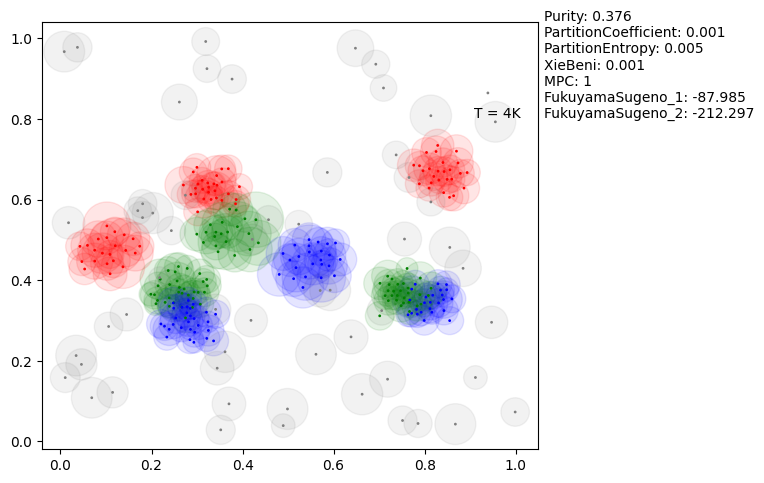 Purity: 0.376
PartitionCoefficient: 0.001
PartitionEntropy: 0.005
XieBeni: 0.001
MPC: 1
FukuyamaSugeno_1: -87.985
FukuyamaSugeno_2: -212.297
T = 4K
1.0
0.8
0.6
0.4
0.2
0.0
0.0 0.2 0.4 0.6 0.8 1.0